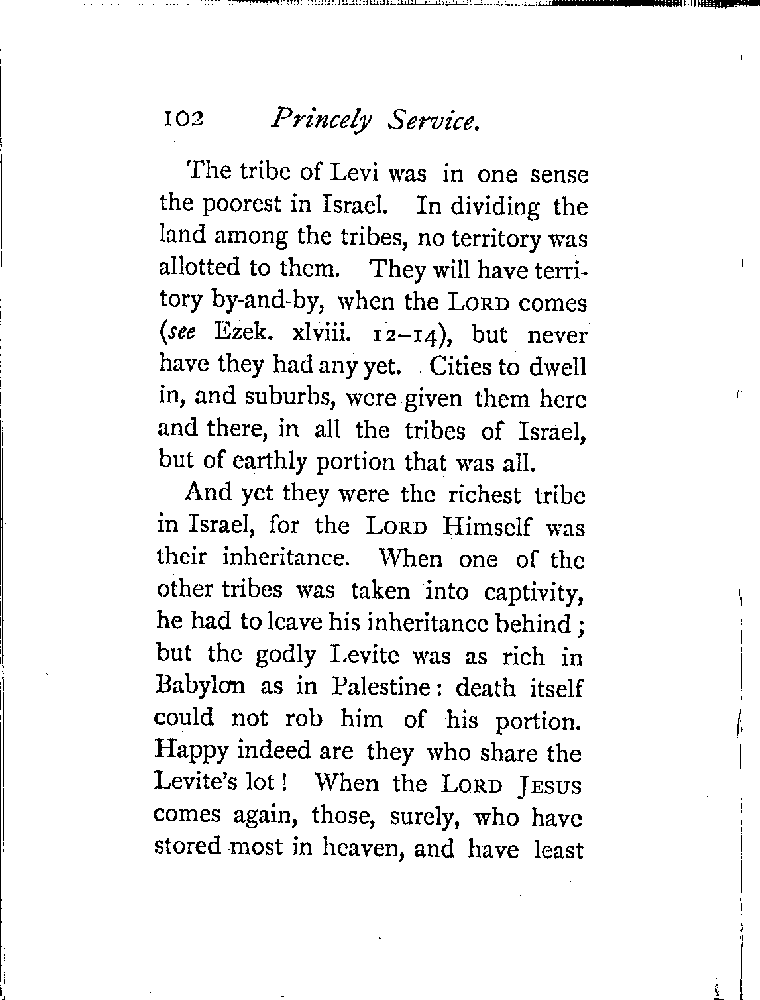 102 Princely Service.
The tribe of Levi was in one sense
the poorest in Israel. In dividing the
land among the tribes, no territory was
allotted to them. They will have terri-
tory by-and-by, when the LORD comes
(see Ezek. xlviii. 12–14), but never
have they had any yet. Cities to dwell
in, and suburbs, were given them here
and there, in all the tribes of Israel,
but of earthly portion that was all.
And yet they were the richest tribe
in Israel, for the LORD Himself was
their inheritance. When one of the
other tribes was taken into captivity,
he had to leave his inheritance behind;
but the godly Levite was as rich in
Babylon as in Palestine: death itself
could not rob him of his portion.
Happy indeed are they who share the
Levite's lot! When the LORD JESUS
comes again, those, surely, who have
stored most in heaven, and have least